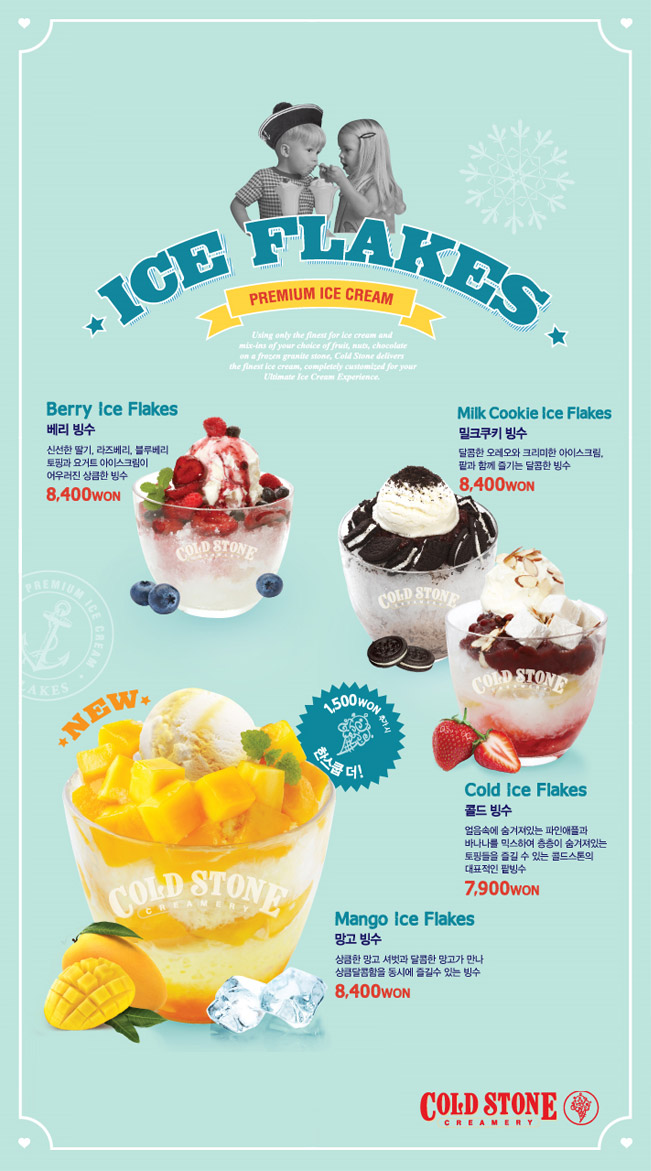 ICE FLAKES
PREMIUM ICE CREAM
Using only the finest for ice cream and
mix-ins of your choice of fruit, nuts, chocolate
on a frozen granite stone, Cold Stone delivers
the finest ice cream, completely customized for your
Ultimate Ice Cream Experience.
Berry Ice Flakes
베리 빙수
신선한 딸기, 라즈베리, 블루베리
토핑과 요거트 아이스크림이
어우러진 상큼한 빙수
8,400WON
Milk Cookie Ice Flakes
밀크쿠키 빙수
달콤한 오레오와 크리미한 아이스크림,
팥과 함께 즐기는 달콤한 빙수
8,400WON
COLD STONE
CREAMERY
COLD STONE
CREAMERY
COLD STONE
CREAMERY
PREMIUM ICE CREAM
FLAKES
NEW
1,500WON 추가시
한스쿱 더!
COLD STONE
CREAMERY
Cold Ice Flakes
콜드 빙수
얼음속에 숨겨져있는 파인애플과
바나나를 믹스하여 층층이 숨겨져있는
토핑들을 즐길 수 있는 콜드스톤의
대표적인 팥빙수
7,900WON
Mango Ice Flakes
망고 빙수
상큼한 망고 셔벗과 달콤한 망고가 만나
상큼달콤함을 동시에 즐길수 있는 빙수
8,400WON
COLD STONE
CREAMERY